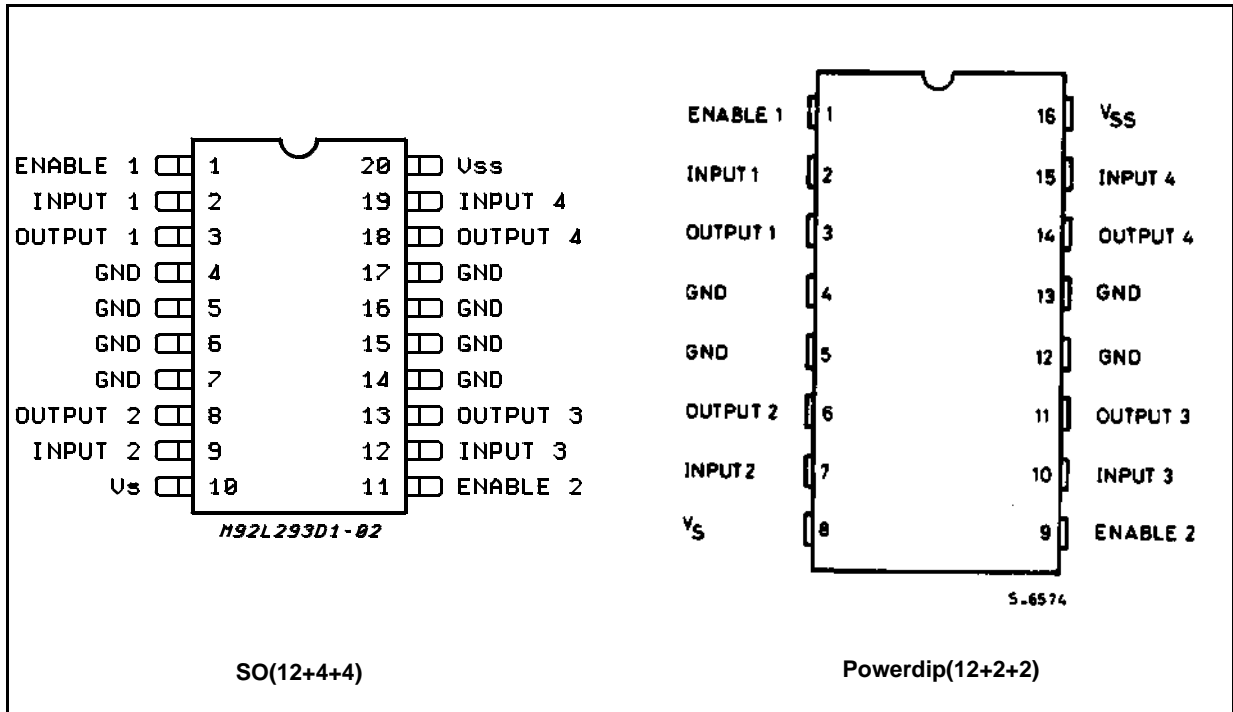 ENABLE 1 1 20 Vss
INPUT 1 2 19 INPUT 4
OUTPUT 1 3 18 OUTPUT 4
GND 4 17 GND
GND 5 16 GND
GND 6 15 GND
GND 7 14 GND
OUTPUT 2 8 13 OUTPUT 3
INPUT 2 9 12 INPUT 3
Vs 10 11 ENABLE 2
M92L293D1-02
SO(12+4+4)
ENABLE 1 1 16 VSS
INPUT 1 2 15 INPUT 4
OUTPUT 1 3 14 OUTPUT 4
GND 4 13 GND
GND 5 12 GND
OUTPUT 2 6 11 OUTPUT 3
INPUT 2 7 10 INPUT 3
VS 8 9 ENABLE 2
S-6574
Powerdip(12+2+2)